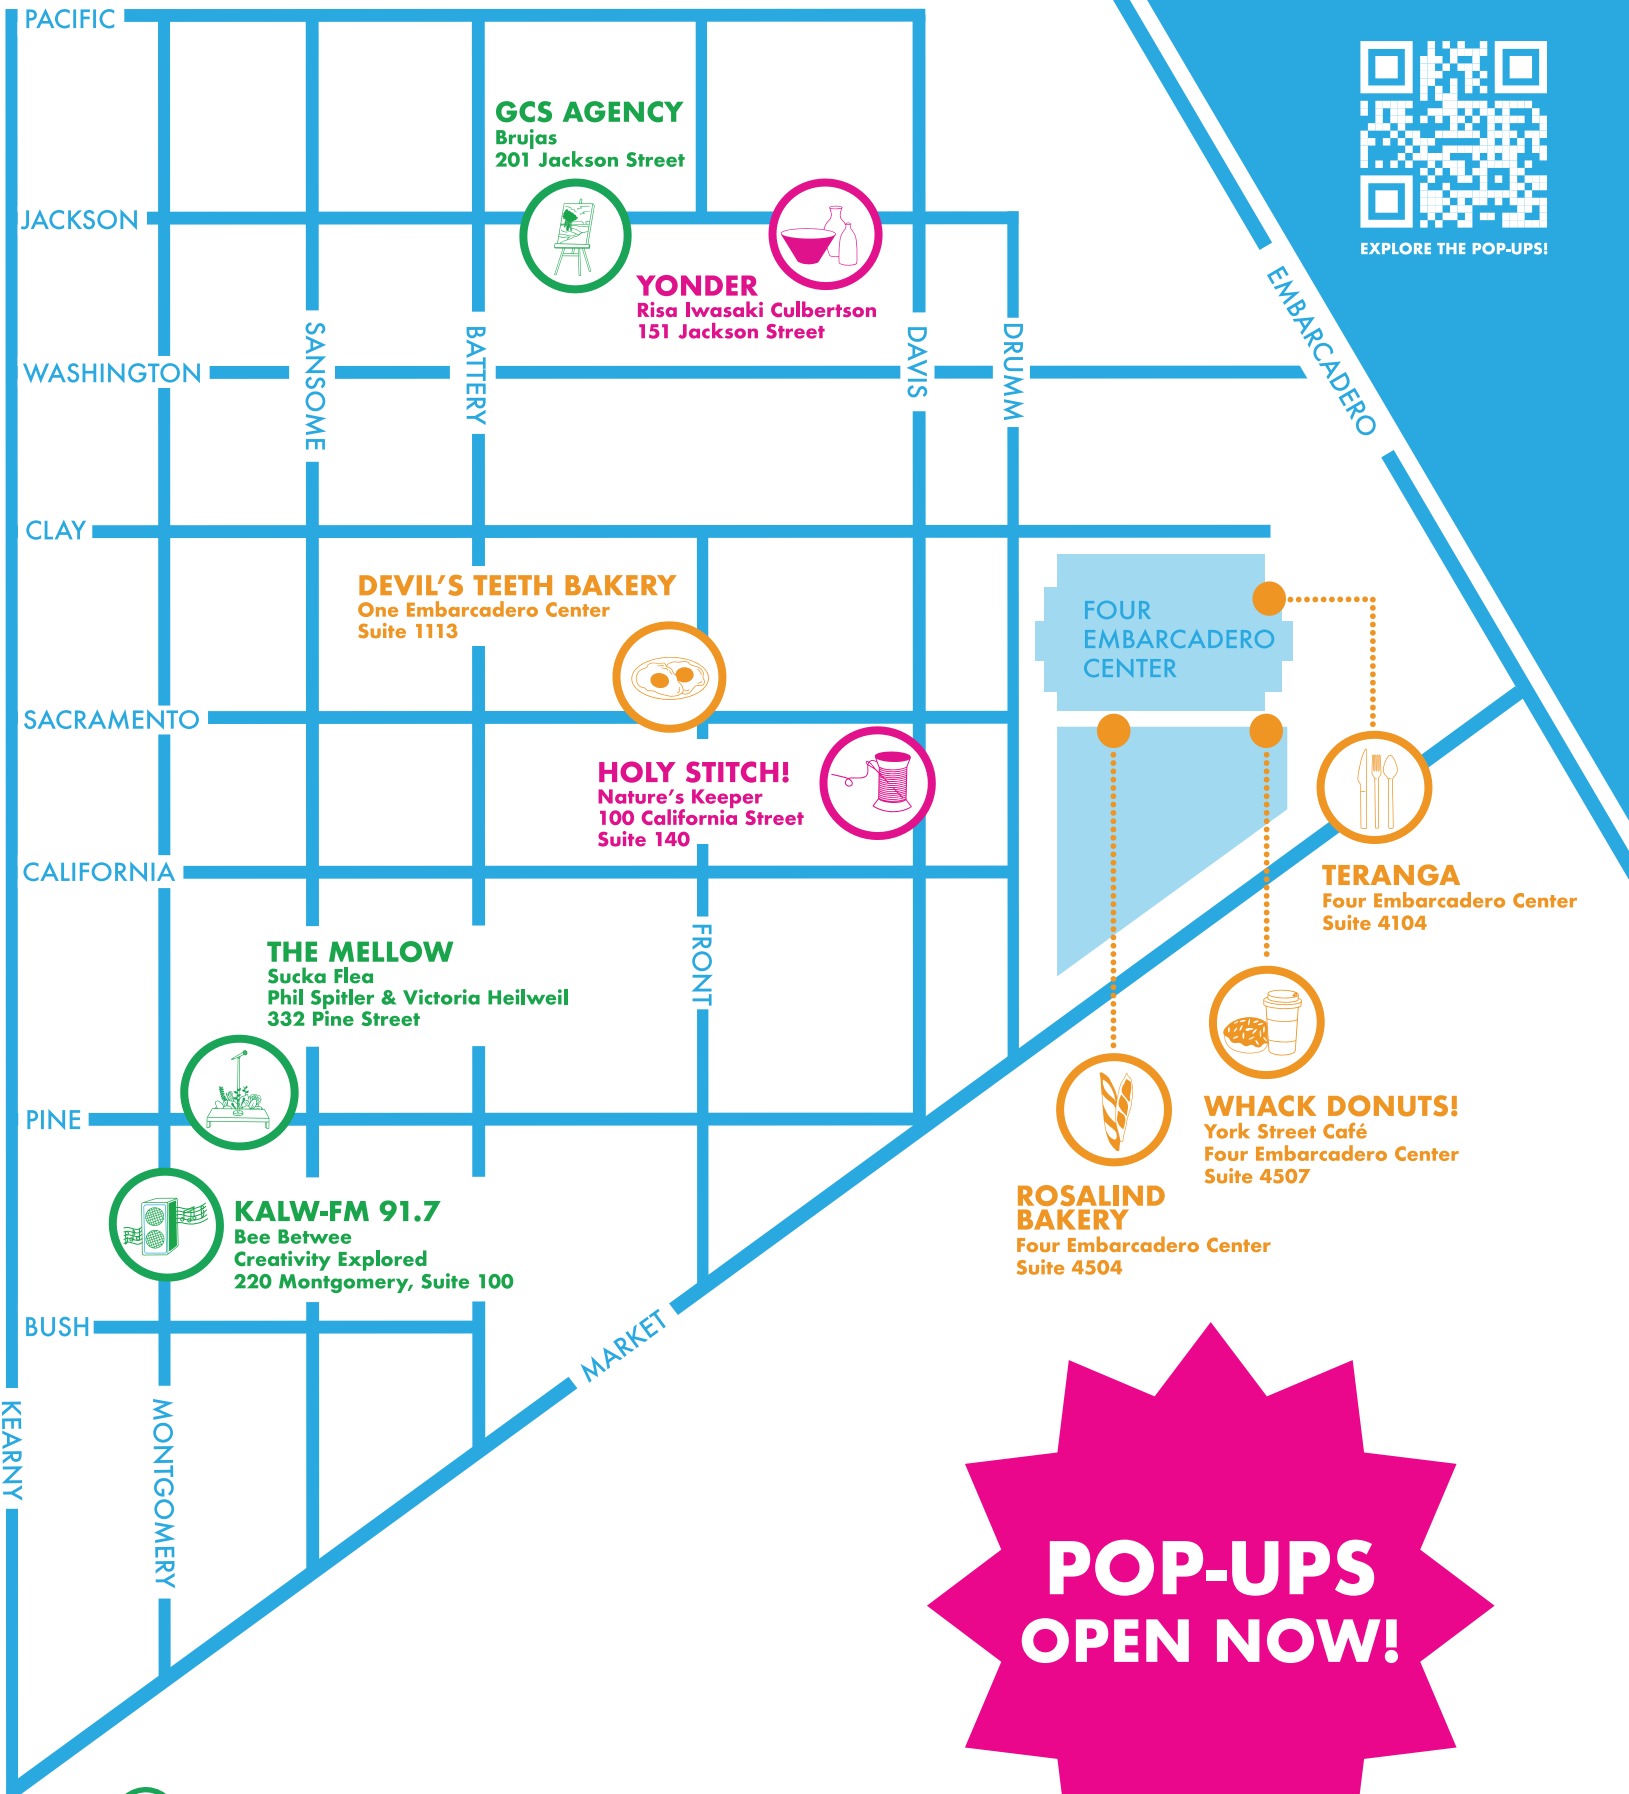 PACIFIC
GCS AGENCY
Brujas
201 Jackson Street
EXPLORE THE POP-UPS!
JACKSON
YONDER
Risa Iwasaki Culbertson
151 Jackson Street
EMBARCADERO
SANSOME
BATTERY
DAVIS
DRUMM
WASHINGTON
CLAY
DEVIL'S TEETH BAKERY
One Embarcadero Center
Suite 1113
FOUR
EMBARCADERO
CENTER
SACRAMENTO
HOLY STITCH!
Nature's Keeper
100 California Street
Suite 140
CALIFORNIA
TERANGA
Four Embarcadero Center
Suite 4104
FRONT
THE MELLOW
Sucka Flea
Phil Spitler & Victoria Heilweil
332 Pine Street
PINE
WHACK DONUTS!
York Street Café
Four Embarcadero Center
Suite 4507
ROSALIND
BAKERY
Four Embarcadero Center
Suite 4504
KALW-FM 91.7
Bee Betwee
Creativity Explored
220 Montgomery, Suite 100
BUSH
MARKET
KEARNY
MONTGOMERY
POP-UPS
OPEN NOW!